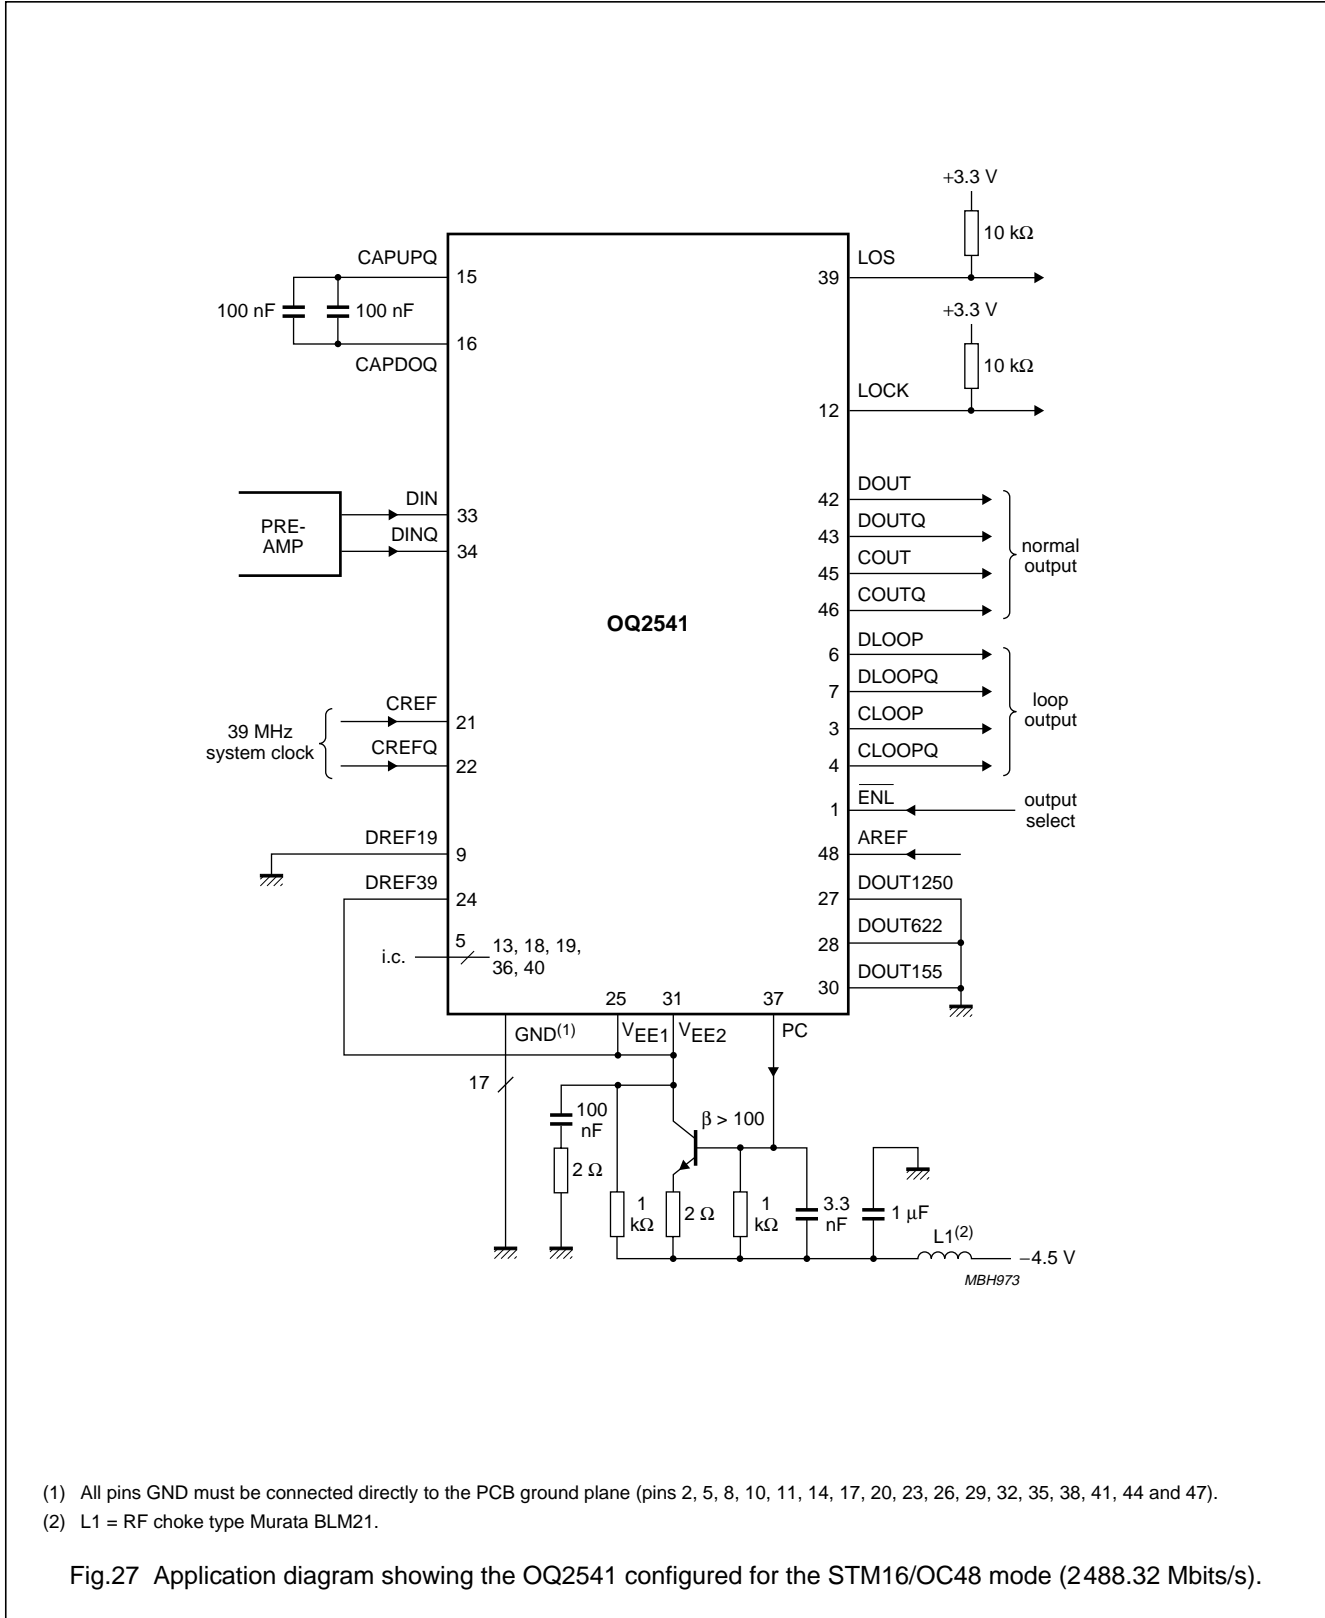 +3.3 V
10 kΩ
CAPUPQ
15
LOS
39
100 nF
100 nF
+3.3 V
16
CAPDOQ
10 kΩ
LOCK
12
DIN
33
DINQ
34
PRE-
AMP
DOUT
42
DOUTQ
43
COUT
45
COUTQ
46
normal
output
OQ2541
DLOOP
6
DLOOPQ
7
CLOOP
3
CLOOPQ
4
loop
output
CREF
21
CREFQ
22
39 MHz
system clock
ENL
1
output
select
DREF19
9
AREF
48
DREF39
24
DOUT1250
27
DOUT622
28
DOUT155
30
i.c.
5
13, 18, 19,
36, 40
25
31
37
GND(1)
VEE1
VEE2
PC
17
100
nF
β > 100
2 Ω
1
kΩ
2 Ω
1
kΩ
3.3
nF
1 μF
L1(2)
−4.5 V
MBH973
(1) All pins GND must be connected directly to the PCB ground plane (pins 2, 5, 8, 10, 11, 14, 17, 20, 23, 26, 29, 32, 35, 38, 41, 44 and 47).
(2) L1 = RF choke type Murata BLM21.
Fig.27 Application diagram showing the OQ2541 configured for the STM16/OC48 mode (2488.32 Mbits/s).